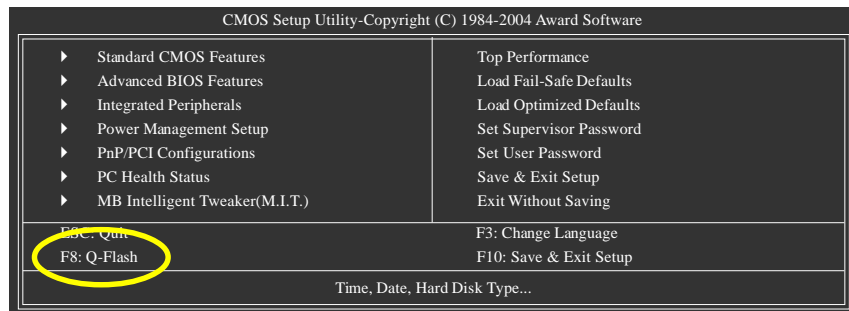 CMOS Setup Utility-Copyright (C) 1984-2004 Award Software
Standard CMOS Features
Advanced BIOS Features
Integrated Peripherals
Power Management Setup
PnP/PCI Configurations
PC Health Status
MB Intelligent Tweaker(M.I.T.)
Top Performance
Load Fail-Safe Defaults
Load Optimized Defaults
Set Supervisor Password
Set User Password
Save & Exit Setup
Exit Without Saving
ESC: Quit
F8: Q-Flash
F3: Change Language
F10: Save & Exit Setup
Time, Date, Hard Disk Type...